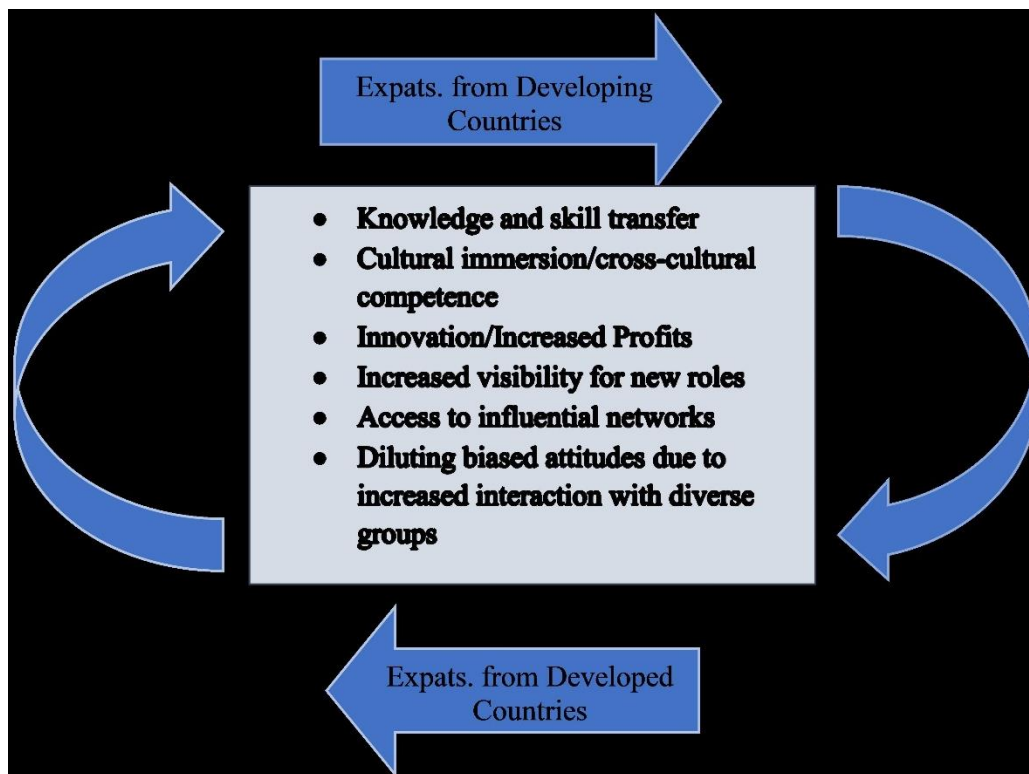 Expats. from Developing
Countries
● Knowledge and skill transfer
● Cultural immersion/cross-cultural
competence
● Innovation/Increased Profits
● Increased visibility for new roles
● Access to influential networks
● Diluting biased attitudes due to
increased interaction with diverse
groups
Expats. from Developed
Countries